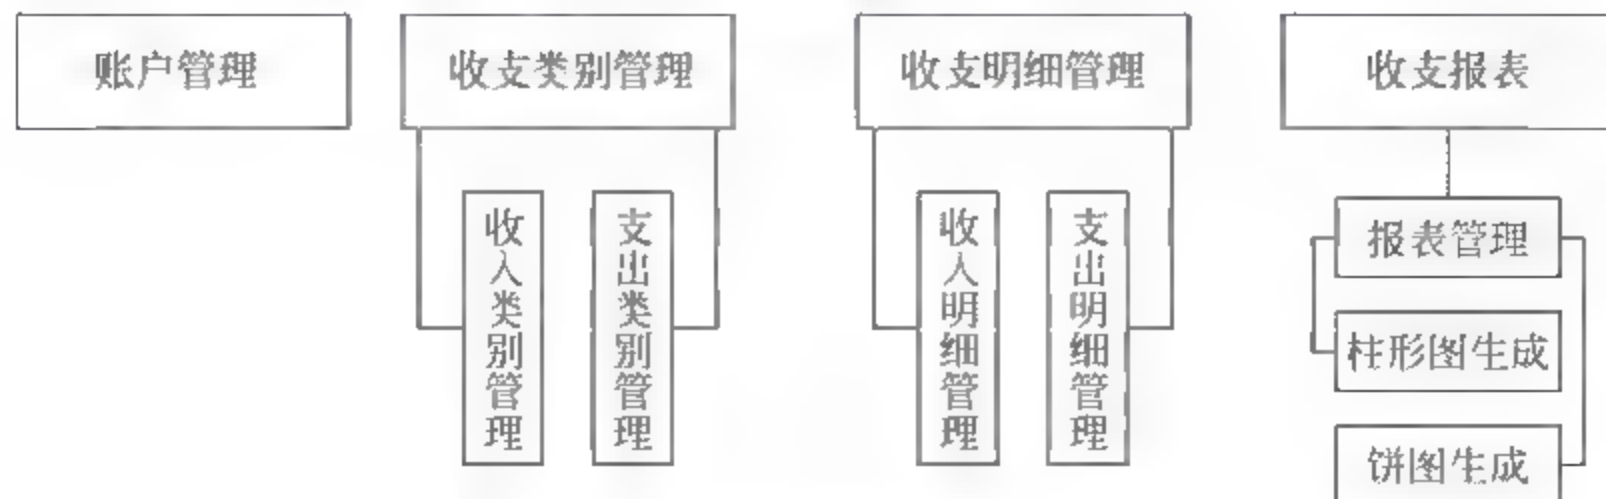 账户管理
收支类别管理
收支明细管理
收支报表
收入类别管理
支出类别管理
收入明细管理
支出明细管理
报表管理
柱形图生成
饼图生成